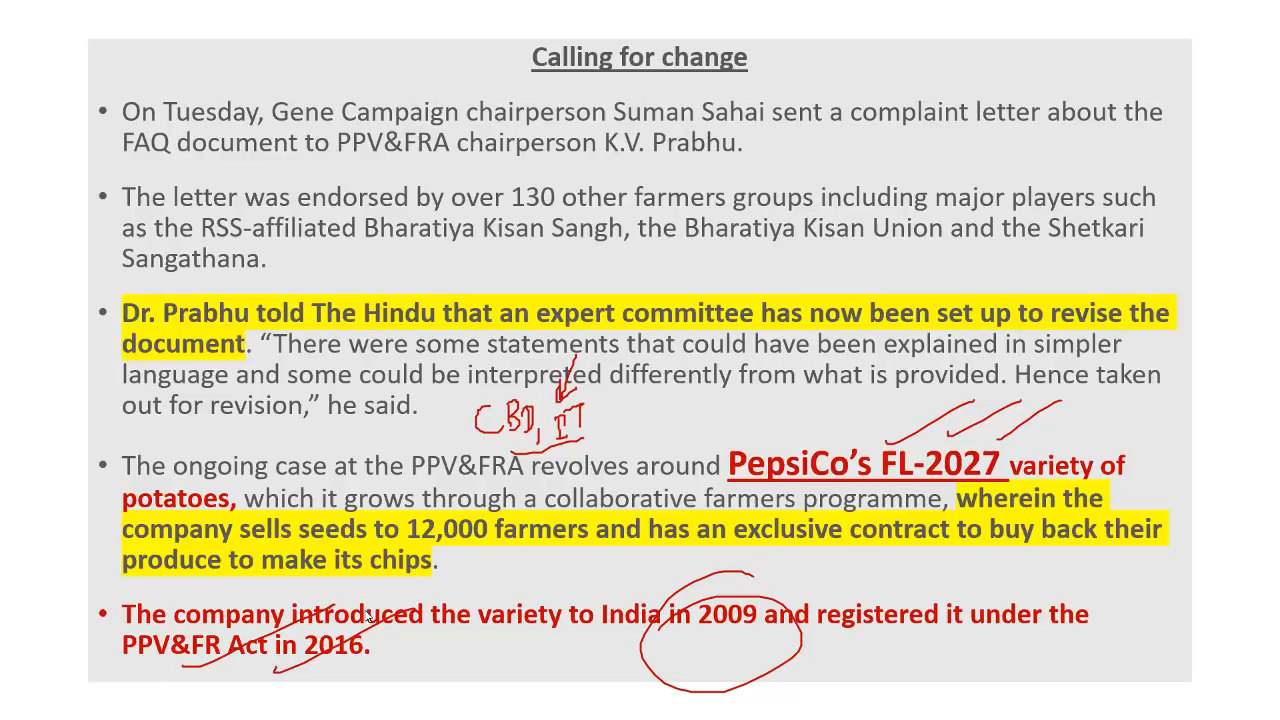 Calling for change
• On Tuesday, Gene Campaign chairperson Suman Sahai sent a complaint letter about the
FAQ document to PPV&FRA chairperson K.V. Prabhu.
• The letter was endorsed by over 130 other farmers groups including major players such
as the RSS-affiliated Bharatiya Kisan Sangh, the Bharatiya Kisan Union and the Shetkari
Sangathana.
• Dr. Prabhu told The Hindu that an expert committee has now been set up to revise the
document. “There were some statements that could have been explained in simpler
language and some could be interpreted differently from what is provided. Hence taken
out for revision,” he said.
CBD, IT
• The ongoing case at the PPV&FRA revolves around PepsiCo’s FL-2027 variety of
potatoes, which it grows through a collaborative farmers programme, wherein the
company sells seeds to 12,000 farmers and has an exclusive contract to buy back their
produce to make its chips.
• The company introduced the variety to India in 2009 and registered it under the
PPV&FR Act in 2016.